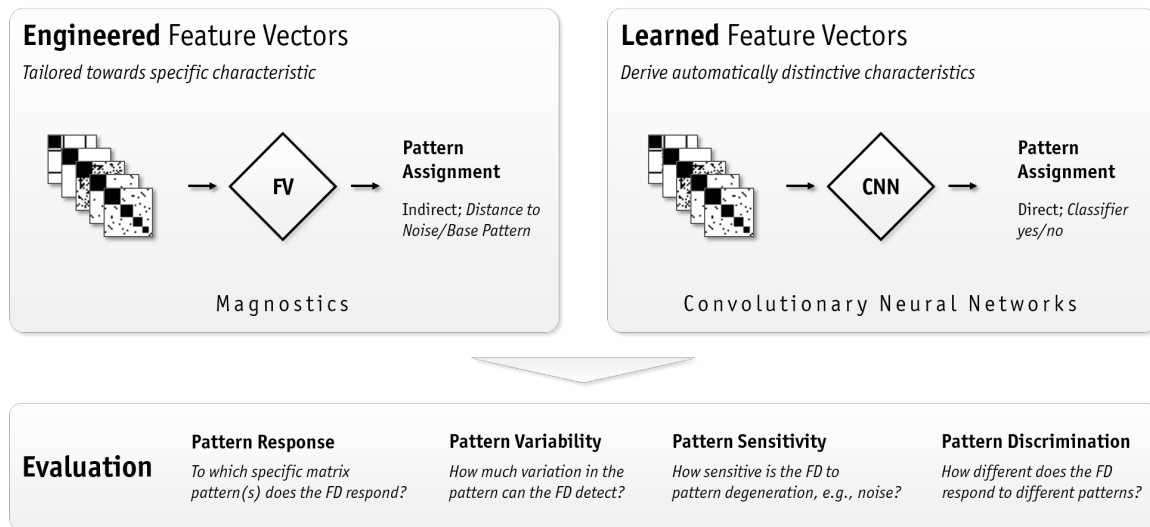 Engineered Feature Vectors
Tailored towards specific characteristic
FV
Pattern
Assignment
Indirect; Distance to
Noise/Base Pattern
Magnostics
Learned Feature Vectors
Derive automatically distinctive characteristics
CNN
Pattern
Assignment
Direct; Classifier
yes/no
Convolutionary Neural Networks
Evaluation
Pattern Response
To which specific matrix
pattern(s) does the FD respond?
Pattern Variability
How much variation in the
pattern can the FD detect?
Pattern Sensitivity
How sensitive is the FD to
pattern degeneration, e.g., noise?
Pattern Discrimination
How different does the FD
respond to different patterns?